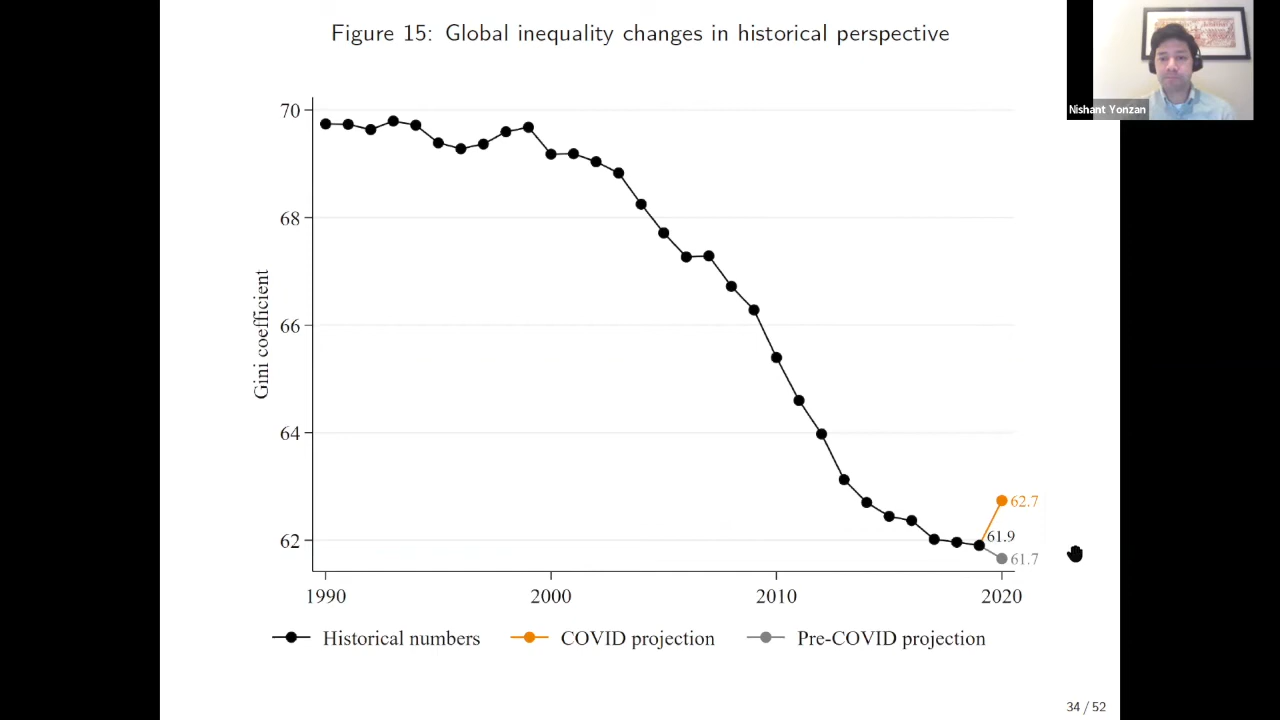 Figure 15: Global inequality changes in historical perspective
Nishant Yonzan
70
68
66
64
62
Gini coefficient
62.7
61.9
61.7
1990 2000 2010 2020
Historical numbers COVID projection Pre-COVID projection
34 / 52